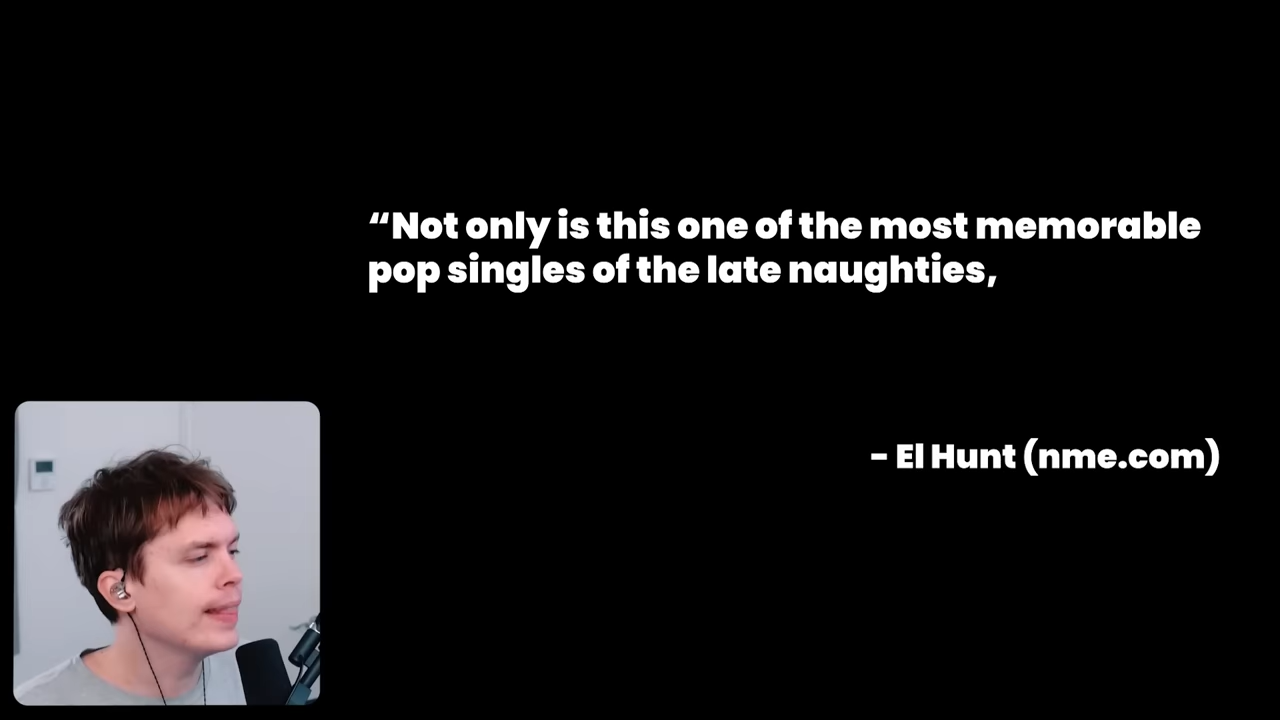 “Not only is this one of the most memorable
pop singles of the late naughties,
- El Hunt (nme.com)